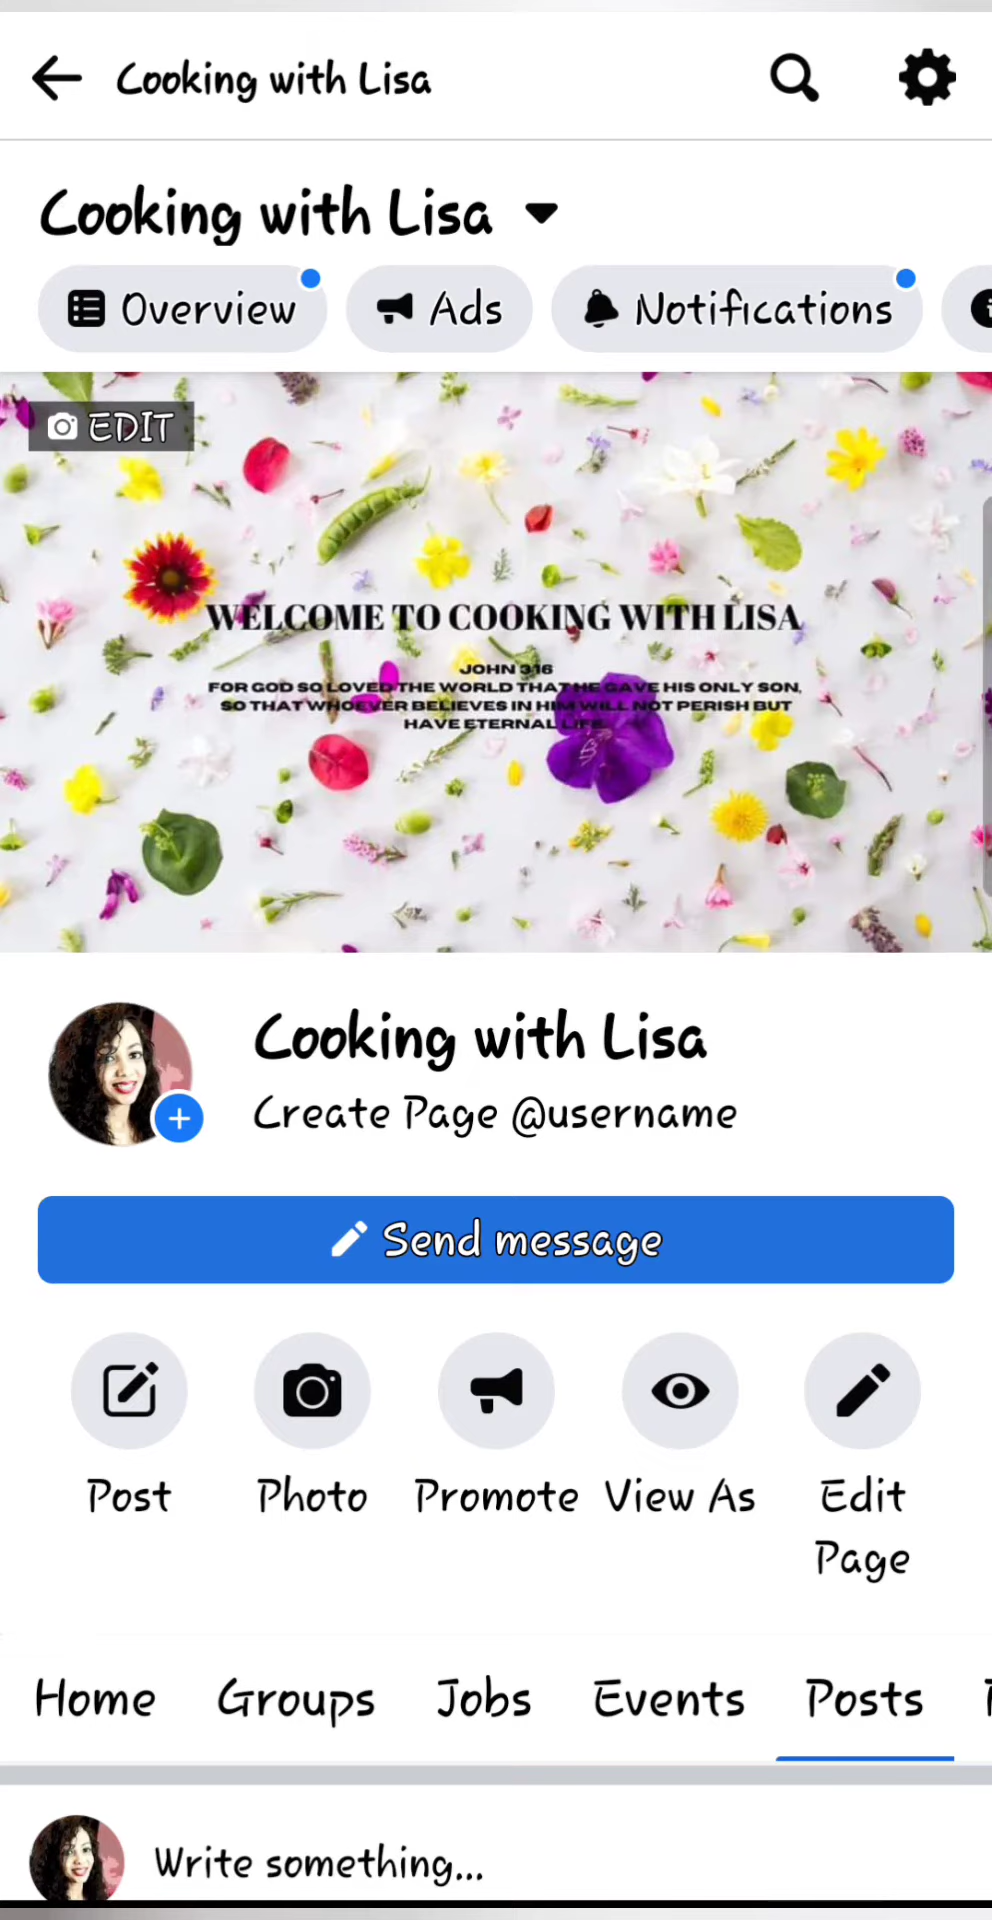 Cooking with Lisa
Cooking with Lisa
Overview Ads Notifications
EDIT
WELCOME TO COOKING WITH LISA
JOHN 3:16
FOR GOD SO LOVED THE WORLD THAT HE GAVE HIS ONLY SON,
SO THAT WHOEVER BELIEVES IN HIM WILL NOT PERISH BUT
HAVE ETERNAL LIFE
Cooking with Lisa
Create Page @username
Send message
Post Photo Promote View As Edit Page
Home Groups Jobs Events Posts
Write something...